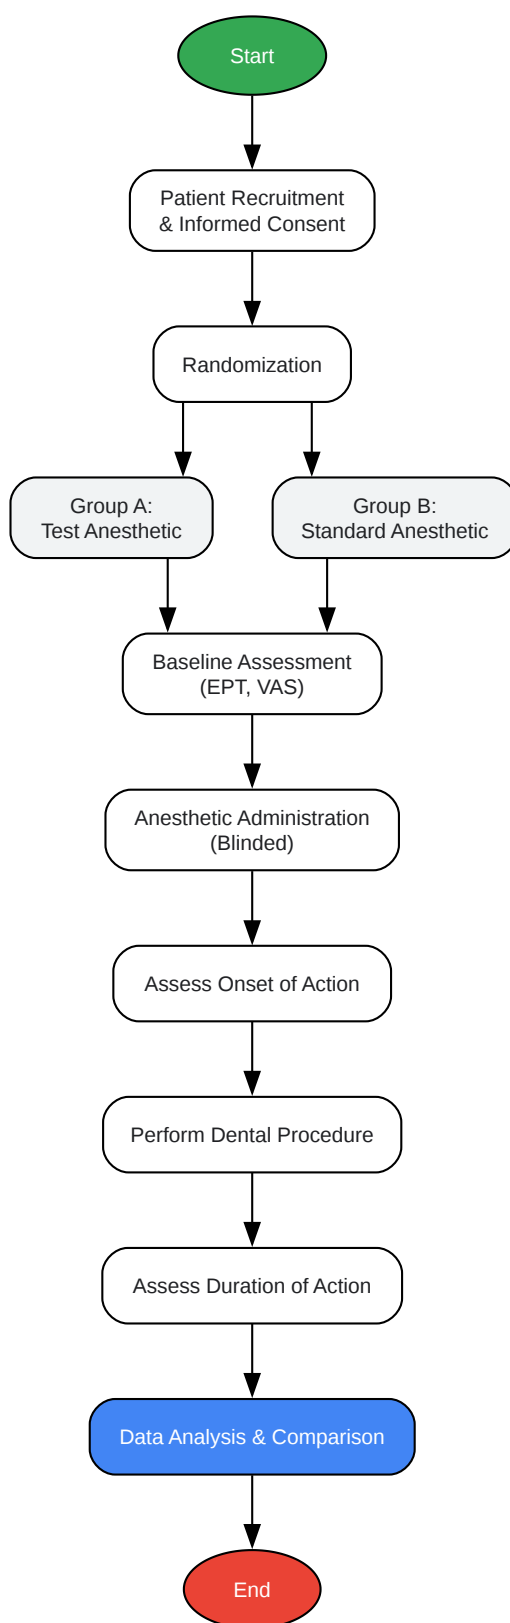 Start
Patient Recruitment
& Informed Consent
Randomization
Group A:
Test Anesthetic
Group B:
Standard Anesthetic
Baseline Assessment
(EPT, VAS)
Anesthetic Administration
(Blinded)
Assess Onset of Action
Perform Dental Procedure
Assess Duration of Action
Data Analysis & Comparison
End